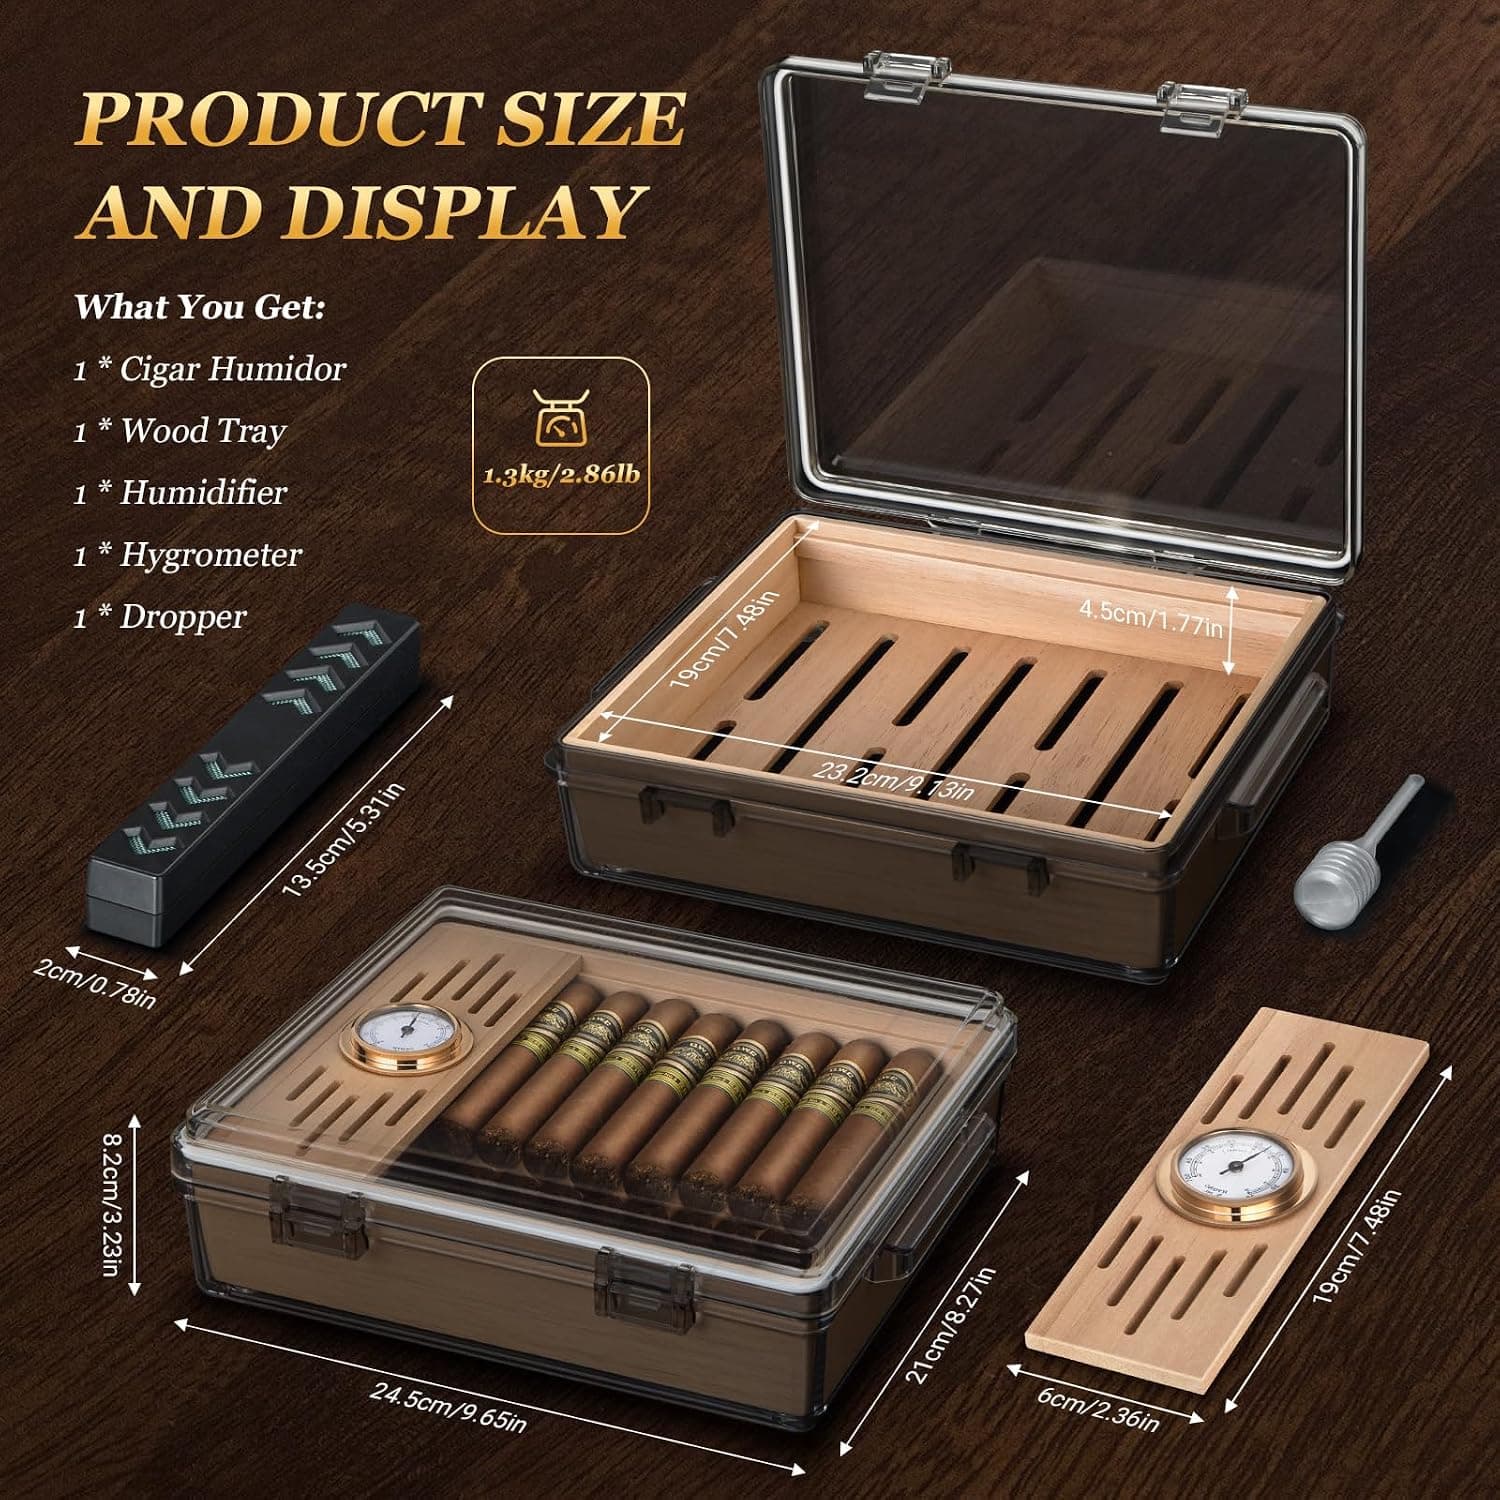 PRODUCT SIZE
AND DISPLAY
What You Get:
1 * Cigar Humidor
1 * Wood Tray
1 * Humidifier
1 * Hygrometer
1 * Dropper
1.3kg/2.86lb
19cm/7.48in
4.5cm/1.77in
23.2cm/9.13in
13.5cm/5.31in
2cm/0.78in
8.2cm/3.23in
24.5cm/9.65in
21cm/8.27in
19cm/7.48in
6cm/2.36in